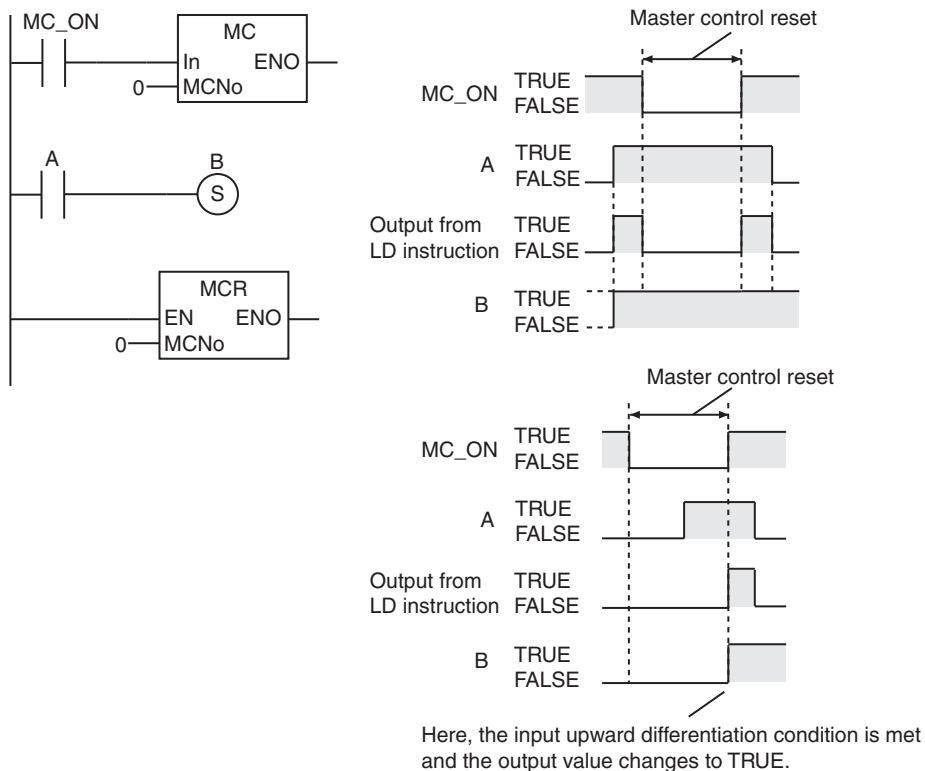 MC_ON
MC
In ENO
0 MCNo
A B
S
MCR
EN ENO
0 MCNo
Master control reset
MC_ON TRUE
FALSE
A TRUE
FALSE
Output from TRUE
LD instruction FALSE
B TRUE
FALSE
Master control reset
MC_ON TRUE
FALSE
A TRUE
FALSE
Output from TRUE
LD instruction FALSE
B TRUE
FALSE
Here, the input upward differentiation condition is met
and the output value changes to TRUE.